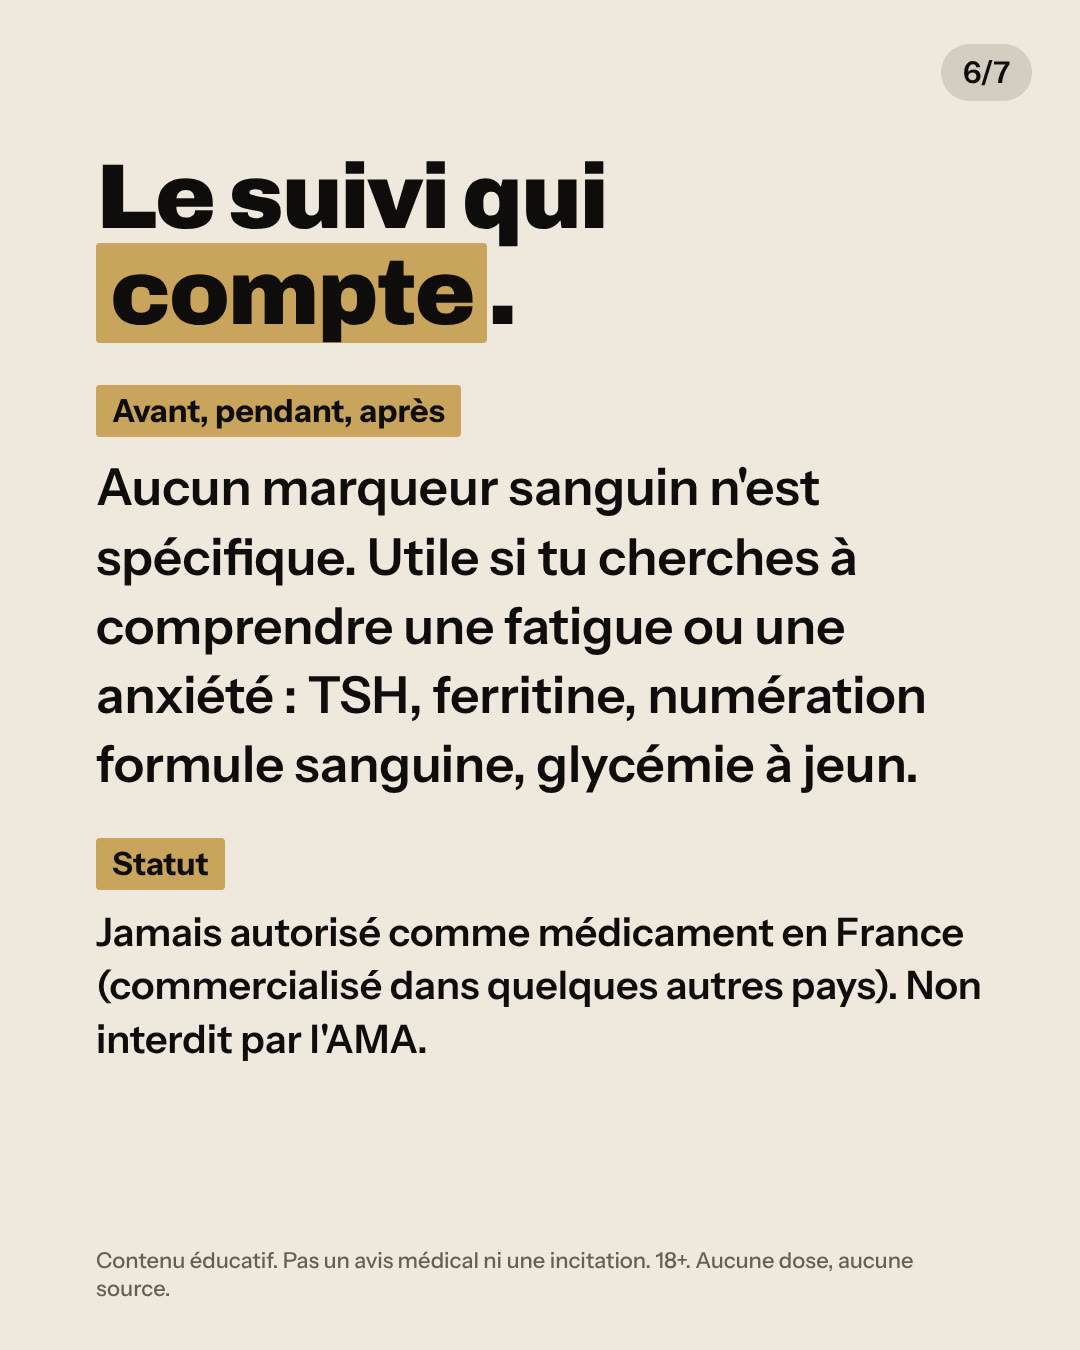 6/7
Le suivi qui
compte.
Avant, pendant, après
Aucun marqueur sanguin n'est
spécifique. Utile si tu cherches à
comprendre une fatigue ou une
anxiété : TSH, ferritine, numération
formule sanguine, glycémie à jeun.
Statut
Jamais autorisé comme médicament en France
(commercialisé dans quelques autres pays). Non
interdit par l'AMA.
Contenu éducatif. Pas un avis médical ni une incitation. 18+. Aucune dose, aucune
source.